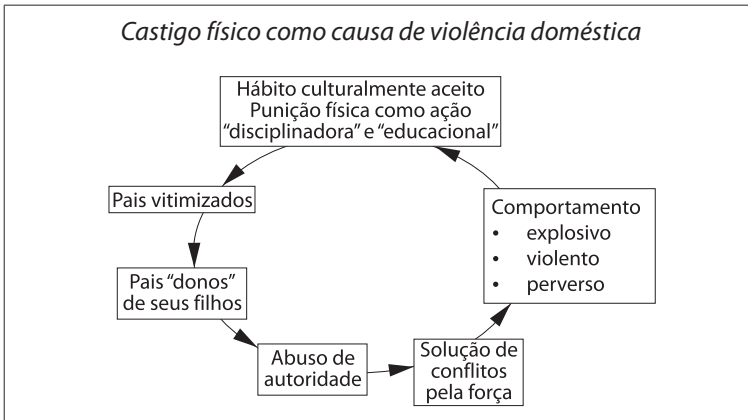 Castigo físico como causa de violência doméstica
Hábito culturalmente aceito
Punição física como ação
“disciplinadora” e “educacional”
Pais vitimizados
Pais “donos”
de seus filhos
Abuso de
autoridade
Solução de
conflitos
pela força
Comportamento
• explosivo
• violento
• perverso